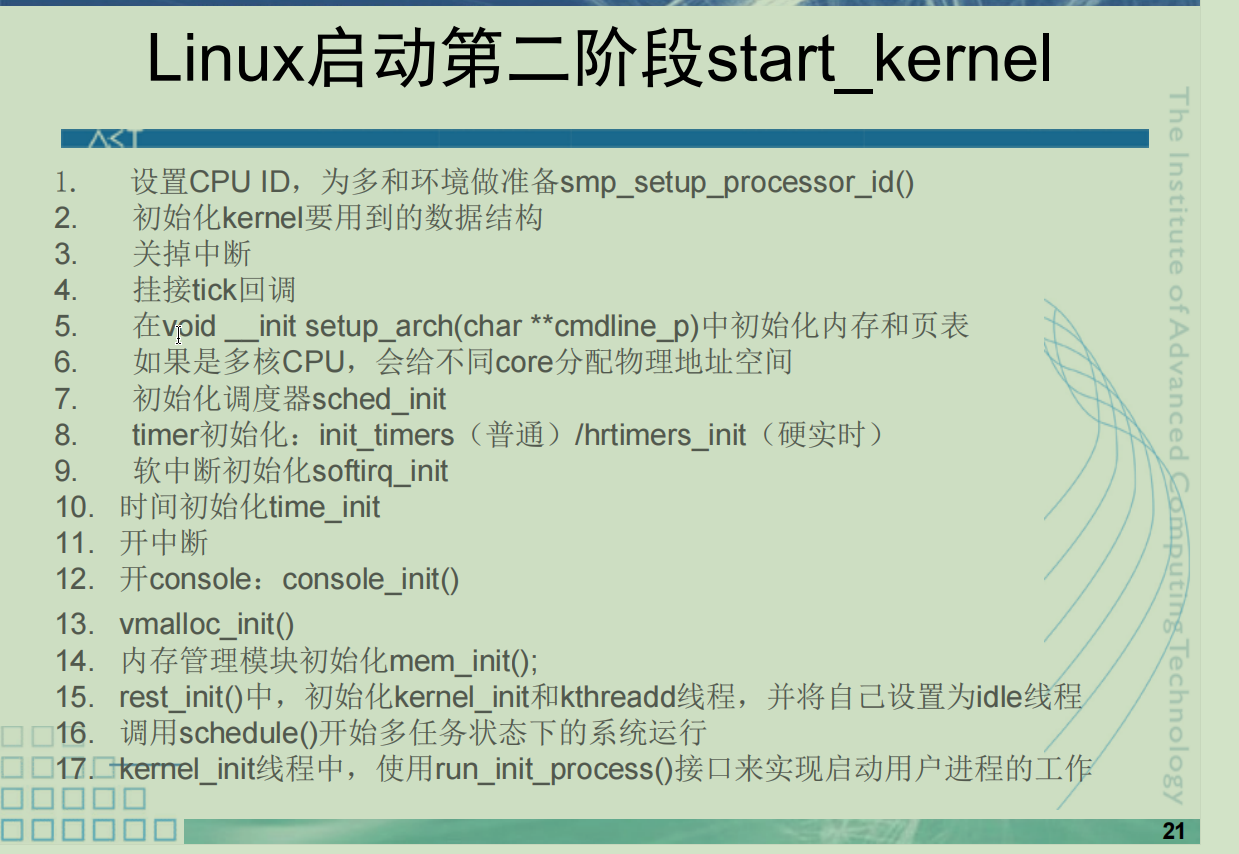 Linux启动第二阶段start_kernel
1. 设置CPU ID，为多和环境做准备smp_setup_processor_id()
2. 初始化kernel要用到的数据结构
3. 关掉中断
4. 挂接tick回调
5. 在void __init setup_arch(char **cmdline_p)中初始化内存和页表
6. 如果是多核CPU，会给不同core分配物理地址空间
7. 初始化调度器sched_init
8. timer初始化：init_timers（普通）/hrtimers_init（硬实时）
9. 软中断初始化softirq_init
10. 时间初始化time_init
11. 开中断
12. 开console：console_init()
13. vmalloc_init()
14. 内存管理模块初始化mem_init();
15. rest_init()中，初始化kernel_init和kthreadd线程，并将自己设置为idle线程
16. 调用schedule()开始多任务状态下的系统运行
17. kernel_init线程中，使用run_init_process()接口来实现启动用户进程的工作
The Institute of Advanced Computing Technology
21